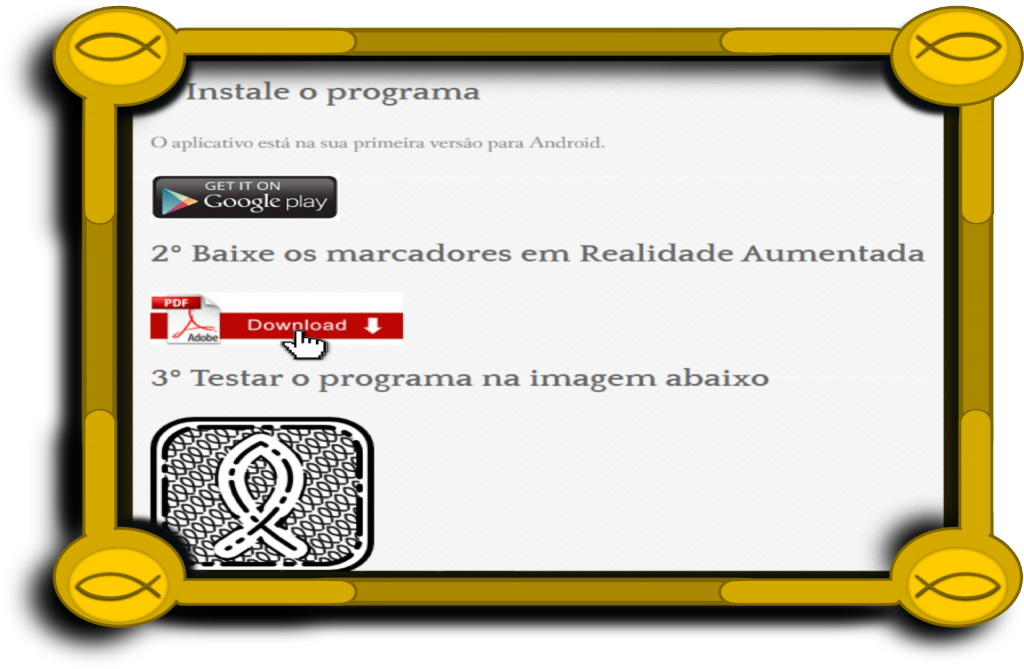 Instale o programa
O aplicativo está na sua primeira versão para Android.
GET IT ON
Google play
2° Baixe os marcadores em Realidade Aumentada
PDF
Download
Adobe
3° Testar o programa na imagem abaixo